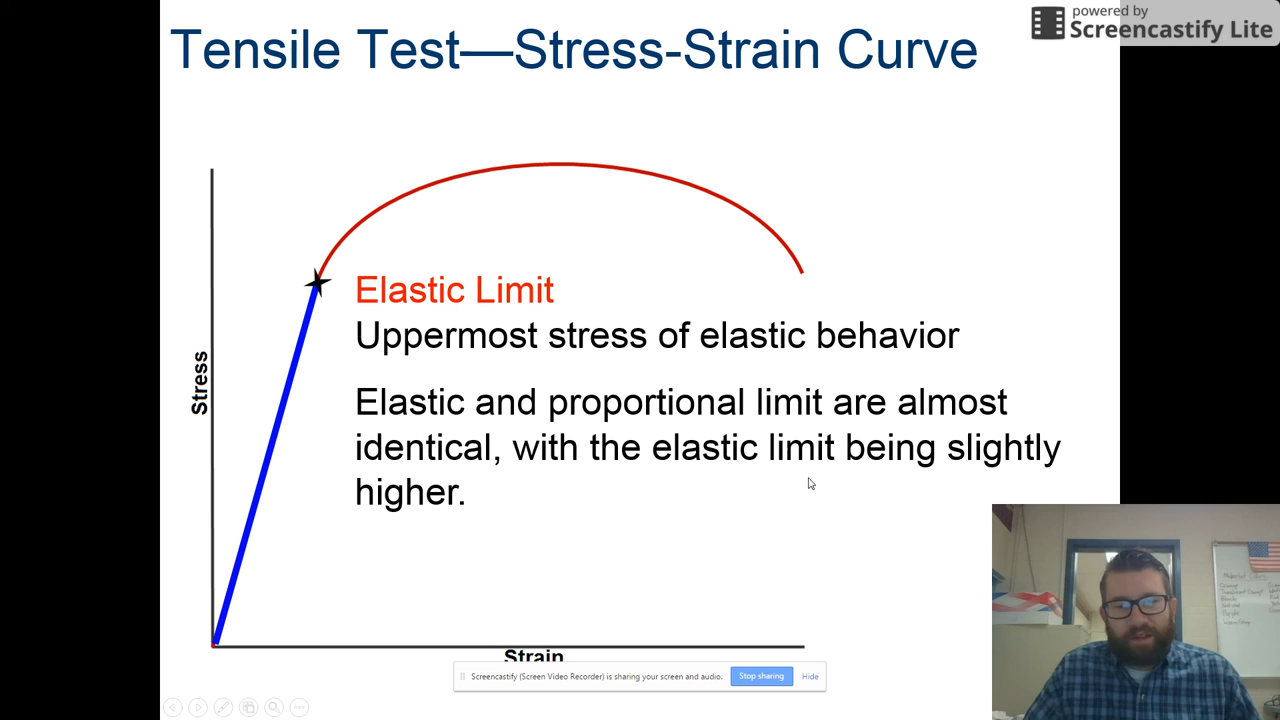 powered by
Screencastify Lite
Tensile Test—Stress-Strain Curve
Elastic Limit
Uppermost stress of elastic behavior
Stress
Elastic and proportional limit are almost
identical, with the elastic limit being slightly
higher.
Strain
Screencastify (Screen Video Recorder) is sharing your screen and audio.
Stop sharing
Hide